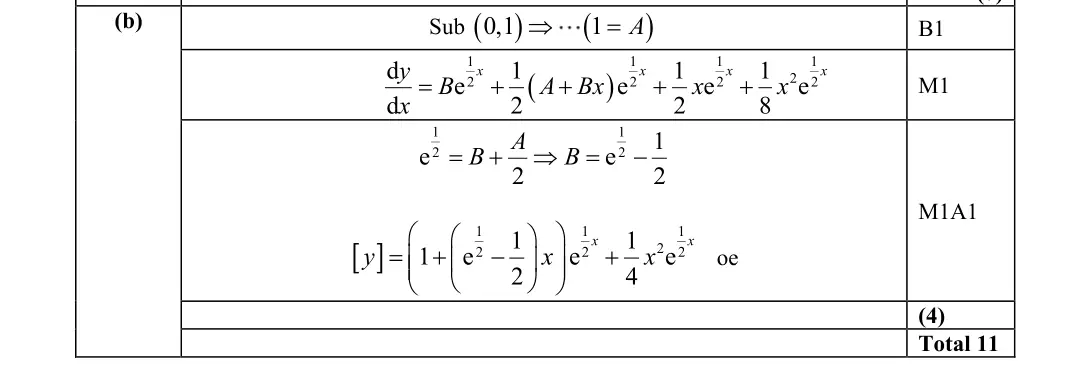 (b) Sub (0,1) ⇒ ⋯(1 = A) B1
dy/dx = Be^{½x} + ½(A + Bx)e^{½x} + ½xe^{½x} + ⅛x²e^{½x} M1
e^{½} = B + A/2 ⇒ B = e^{½} − ½
M1A1
[y] = (1 + (e^{½} − ½)x)e^{½x} + ¼x²e^{½x} oe
(4)
Total 11